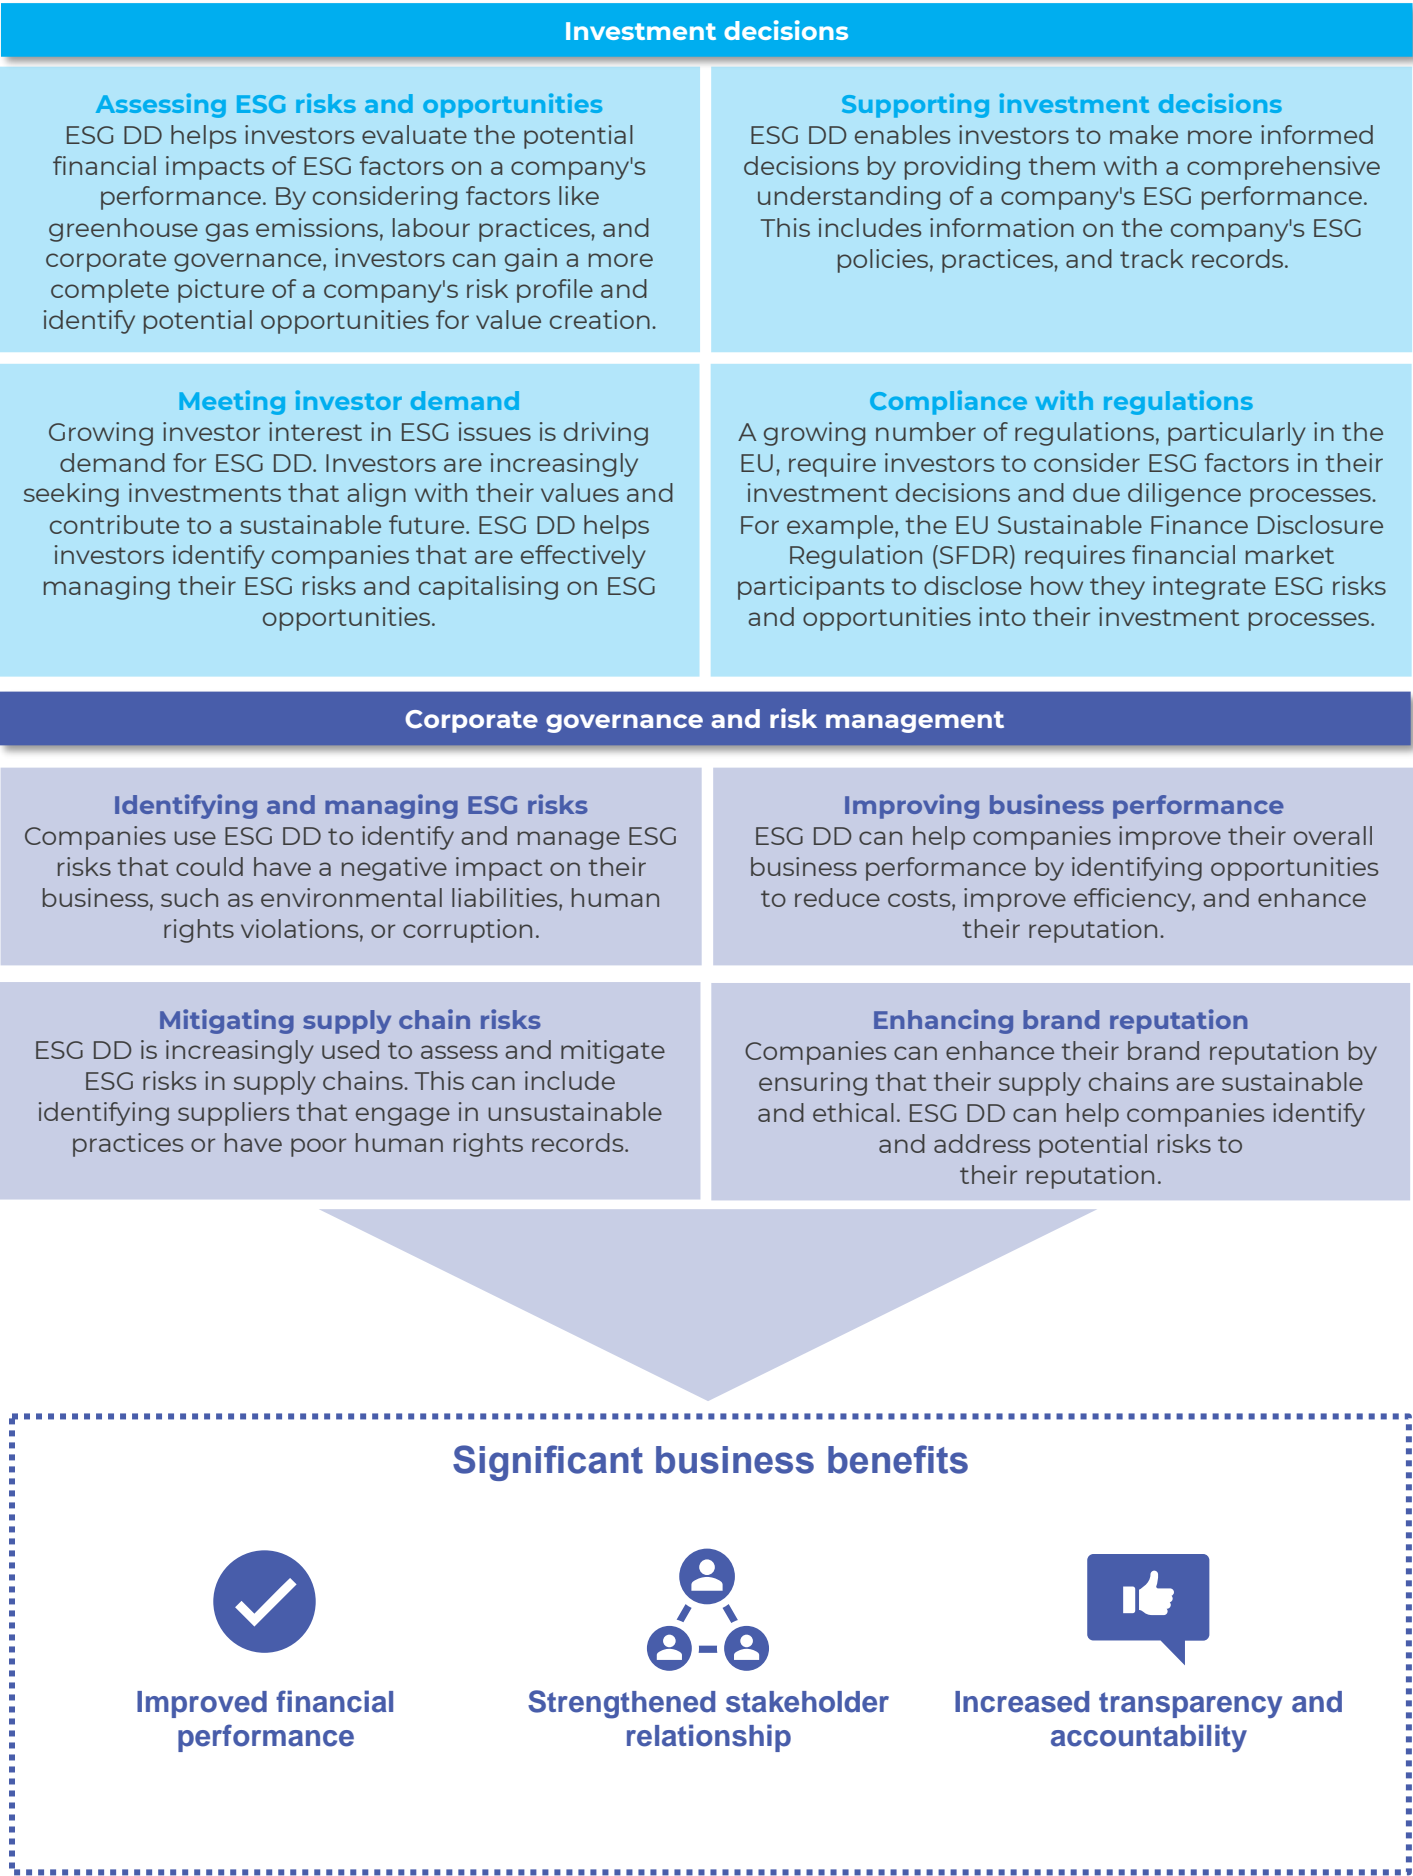 Investment decisions
Assessing ESG risks and opportunities
ESG DD helps investors evaluate the potential
financial impacts of ESG factors on a company's
performance. By considering factors like
greenhouse gas emissions, labour practices, and
corporate governance, investors can gain a more
complete picture of a company's risk profile and
identify potential opportunities for value creation.
Supporting investment decisions
ESG DD enables investors to make more informed
decisions by providing them with a comprehensive
understanding of a company's ESG performance.
This includes information on the company's ESG
policies, practices, and track records.
Meeting investor demand
Growing investor interest in ESG issues is driving
demand for ESG DD. Investors are increasingly
seeking investments that align with their values and
contribute to a sustainable future. ESG DD helps
investors identify companies that are effectively
managing their ESG risks and capitalising on ESG
opportunities.
Compliance with regulations
A growing number of regulations, particularly in the
EU, require investors to consider ESG factors in their
investment decisions and due diligence processes.
For example, the EU Sustainable Finance Disclosure
Regulation (SFDR) requires financial market
participants to disclose how they integrate ESG risks
and opportunities into their investment processes.
Corporate governance and risk management
Identifying and managing ESG risks
Companies use ESG DD to identify and manage ESG
risks that could have a negative impact on their
business, such as environmental liabilities, human
rights violations, or corruption.
Improving business performance
ESG DD can help companies improve their overall
business performance by identifying opportunities
to reduce costs, improve efficiency, and enhance
their reputation.
Mitigating supply chain risks
ESG DD is increasingly used to assess and mitigate
ESG risks in supply chains. This can include
identifying suppliers that engage in unsustainable
practices or have poor human rights records.
Enhancing brand reputation
Companies can enhance their brand reputation by
ensuring that their supply chains are sustainable
and ethical. ESG DD can help companies identify
and address potential risks to
their reputation.
Significant business benefits
Improved financial
performance
Strengthened stakeholder
relationship
Increased transparency and
accountability